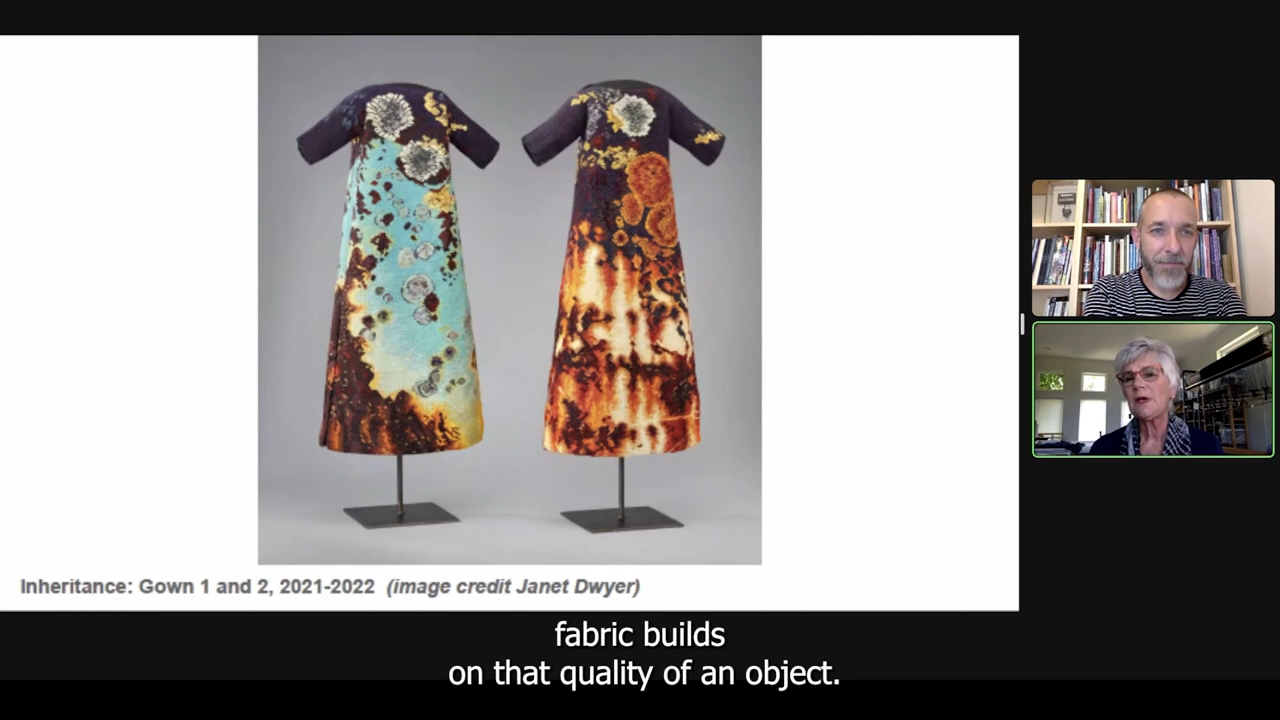 Inheritance: Gown 1 and 2, 2021-2022 (image credit Janet Dwyer)
fabric builds
on that quality of an object.